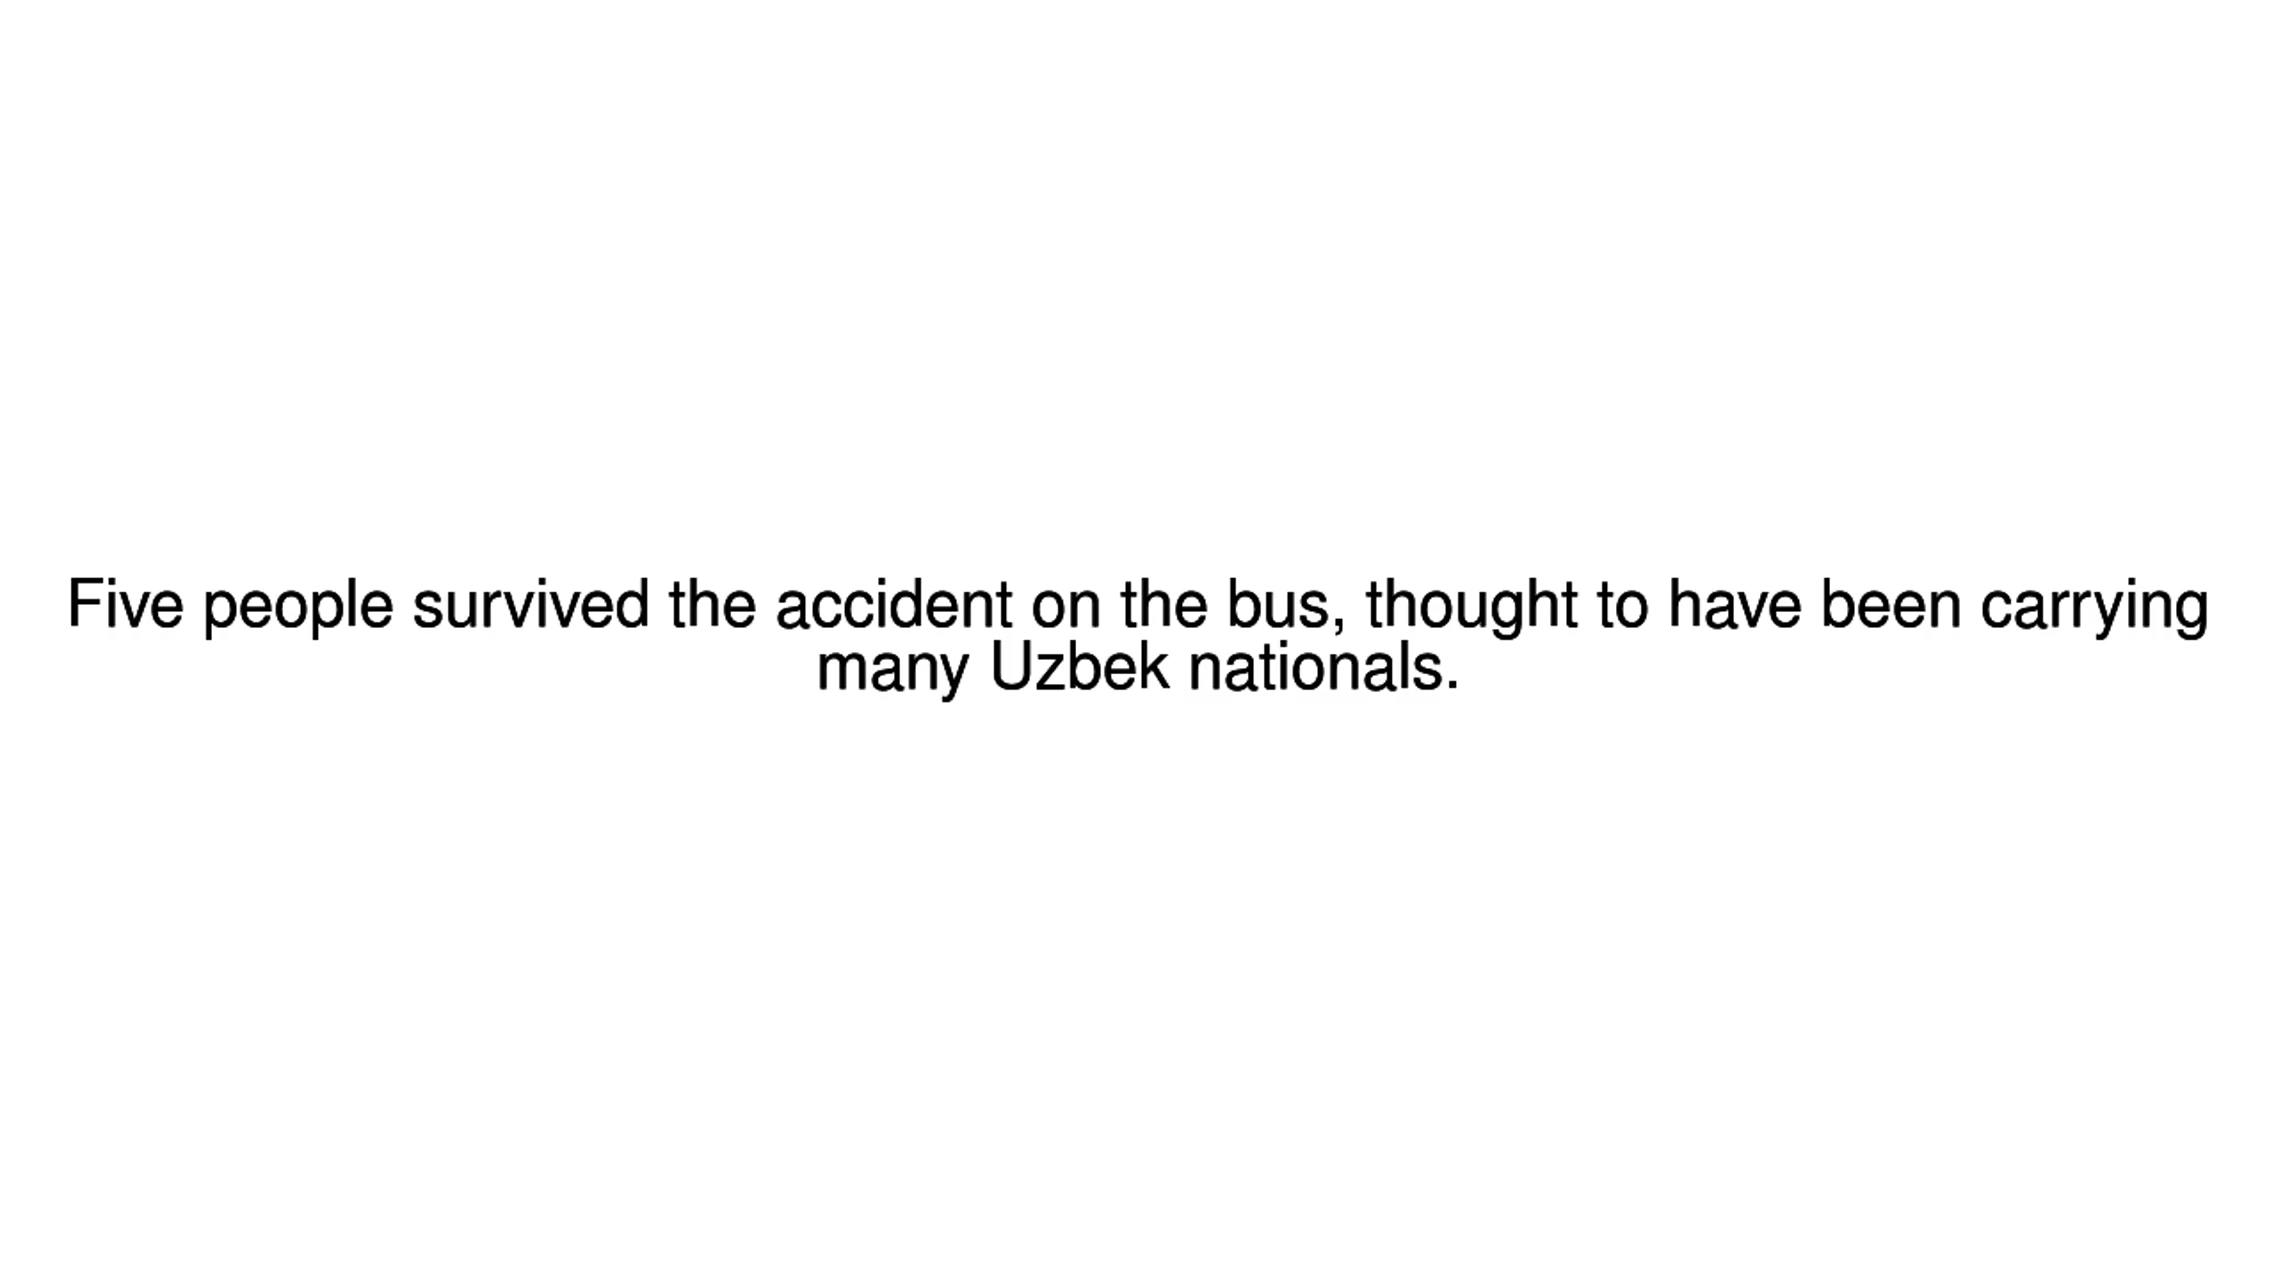 Five people survived the accident on the bus, thought to have been carrying
many Uzbek nationals.